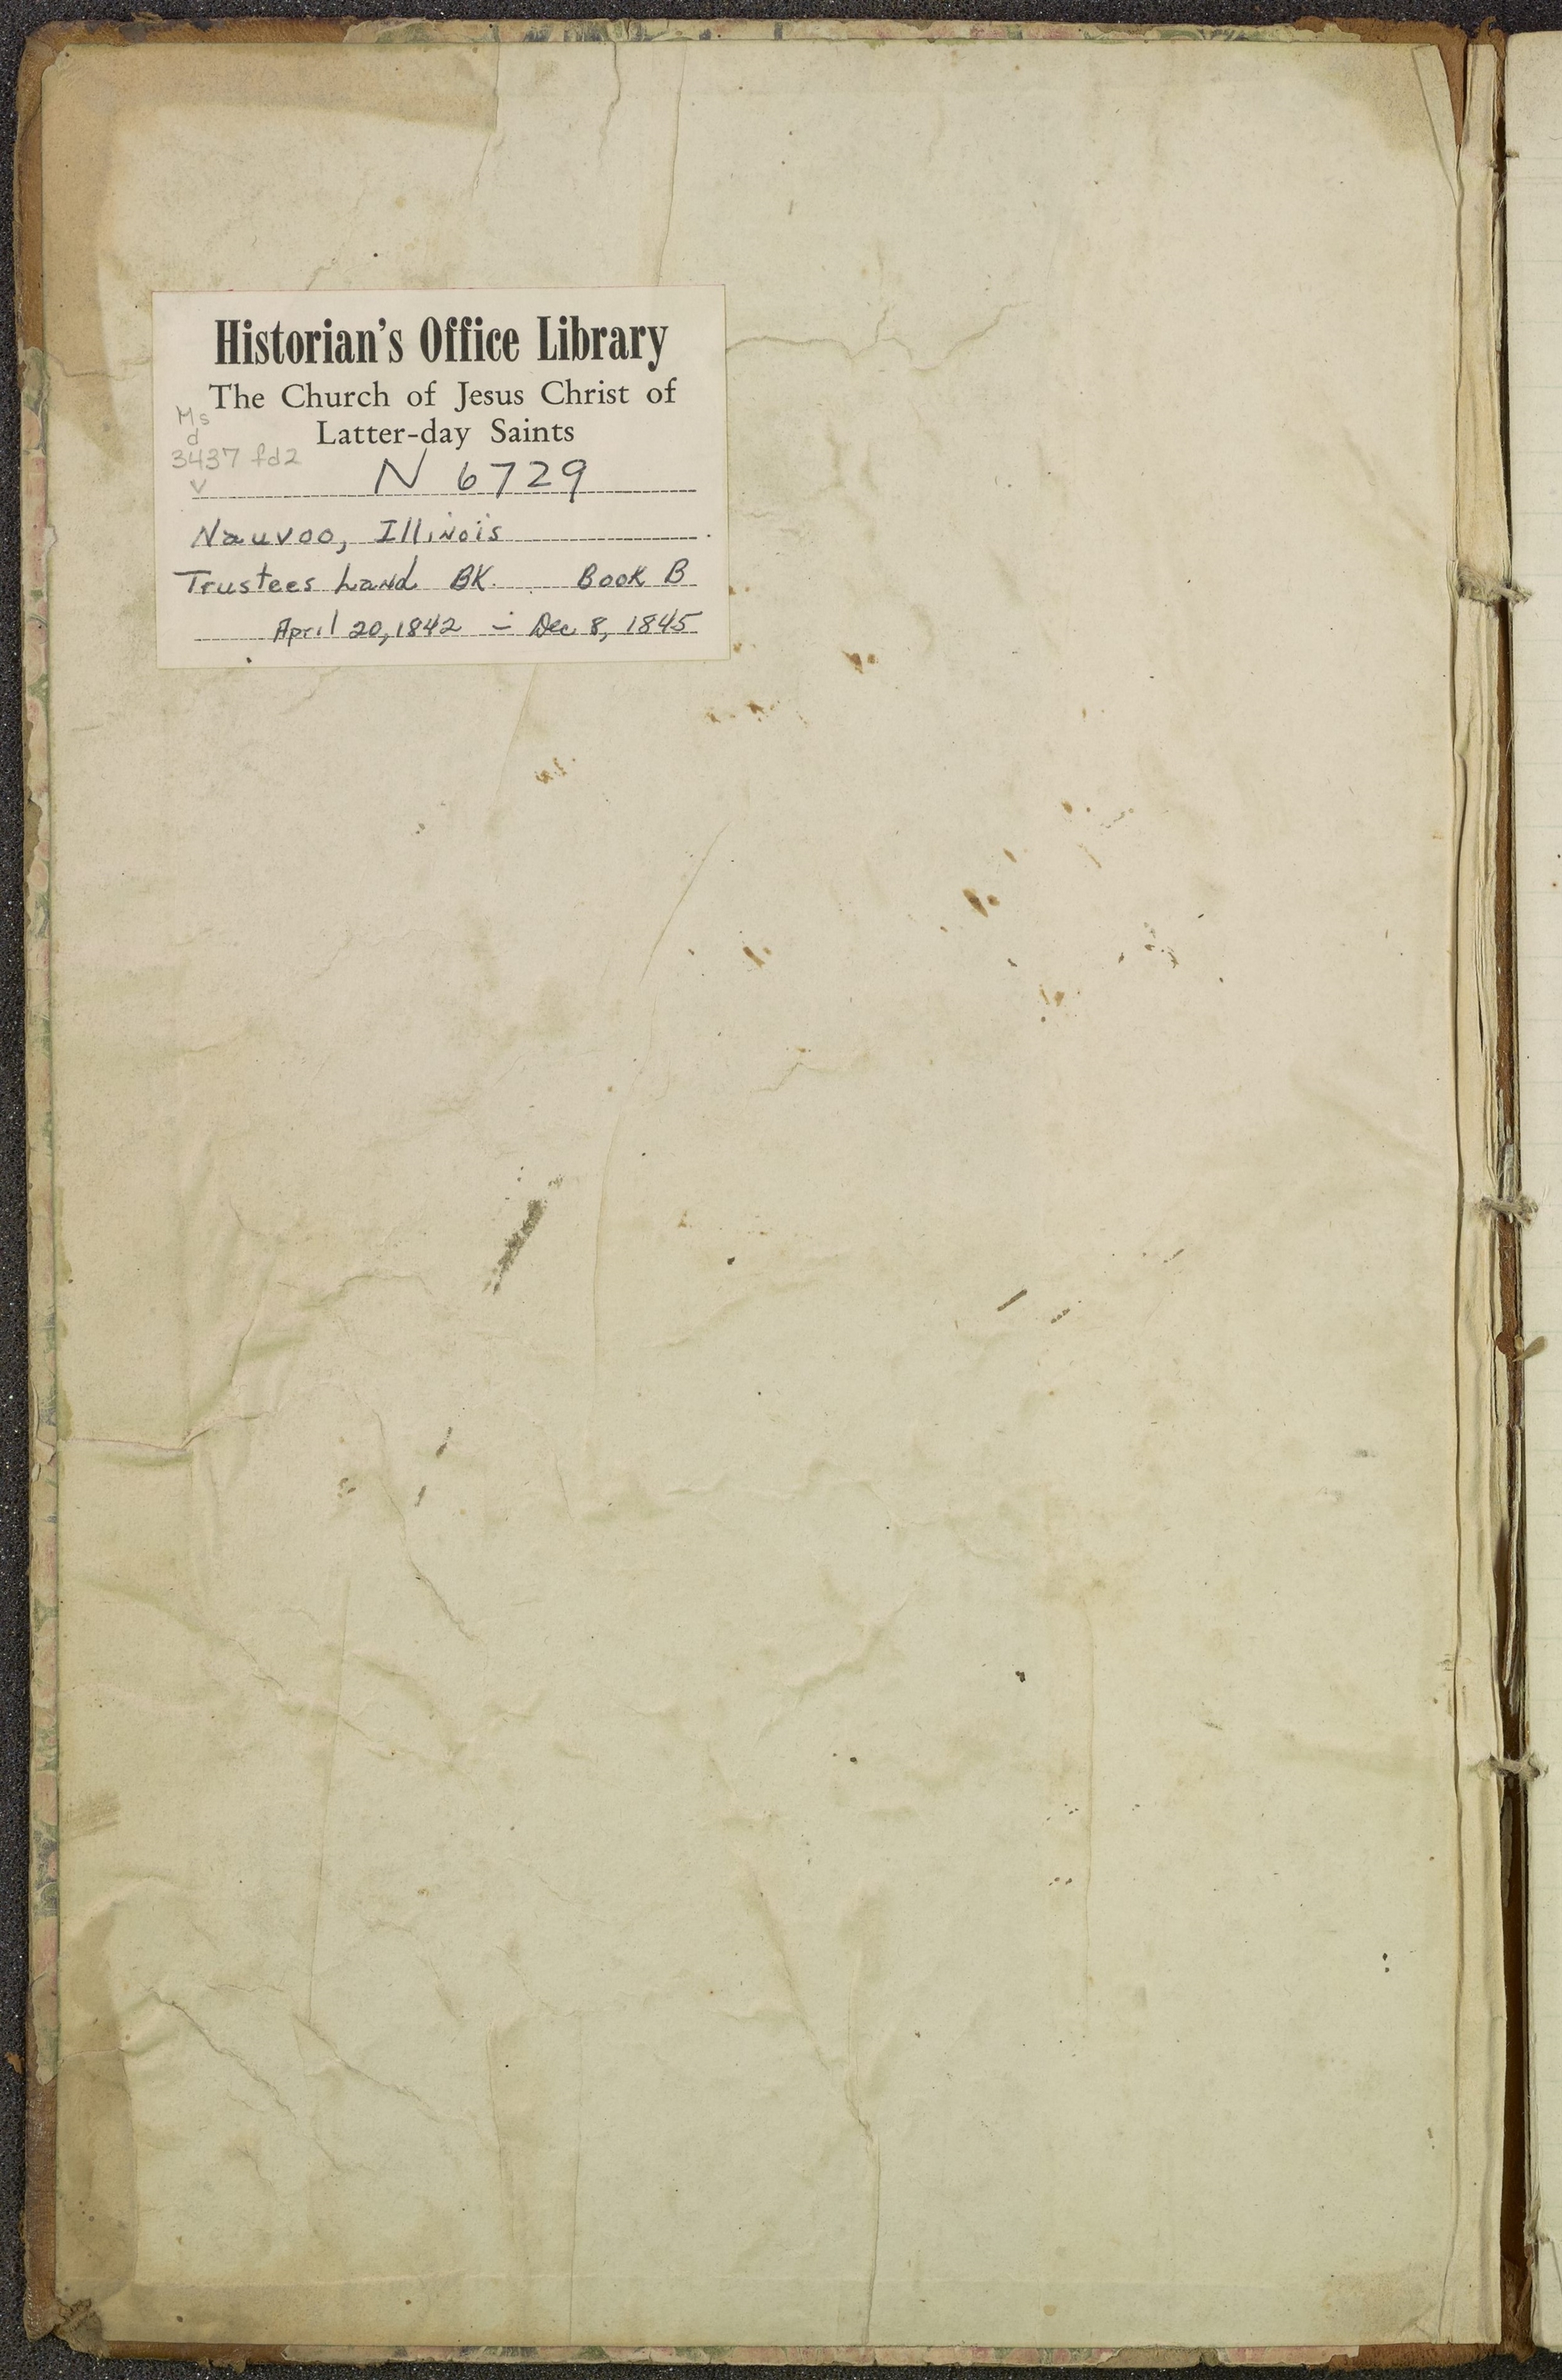 Historian's Office Library
The Church of Jesus Christ of
Latter-day Saints
Ms
d
3437 fd2
v
N 6729
Nauvoo, Illinois
Trustees Land BK. Book B
April 20, 1842 - Dec 8, 1845